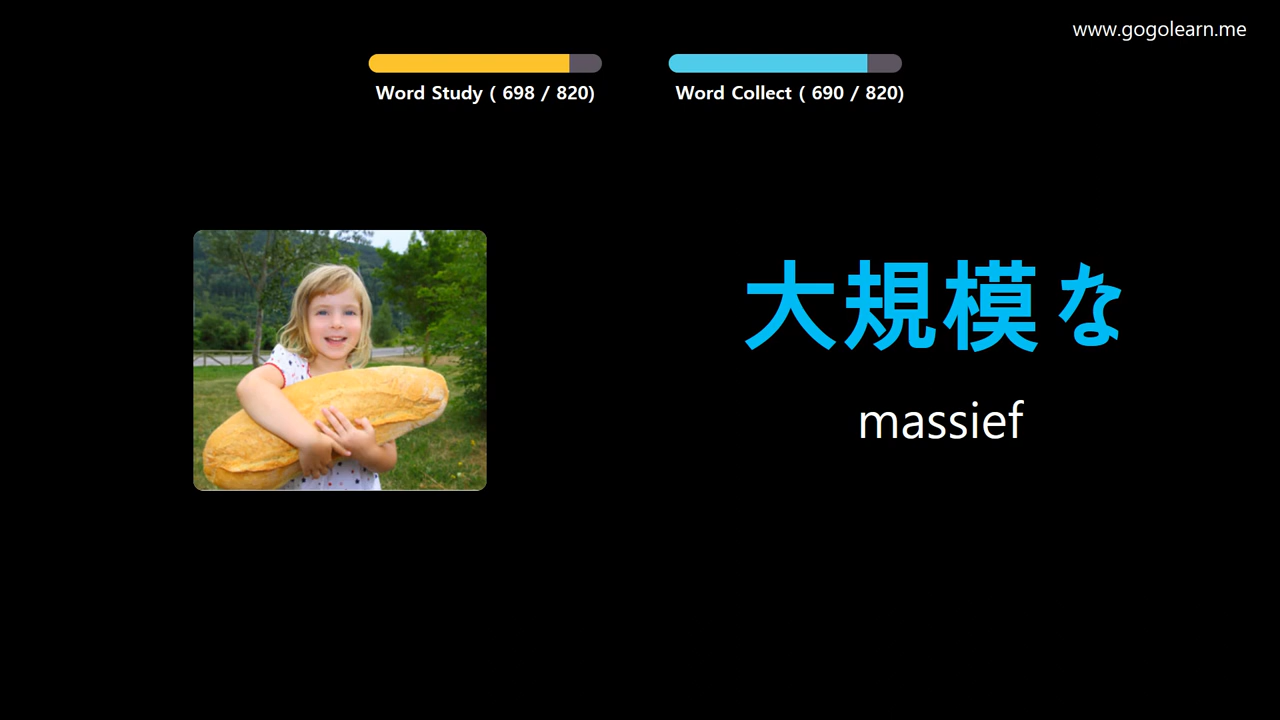 www.gogolearn.me
Word Study ( 698 / 820)
Word Collect ( 690 / 820)
大規模な
massief